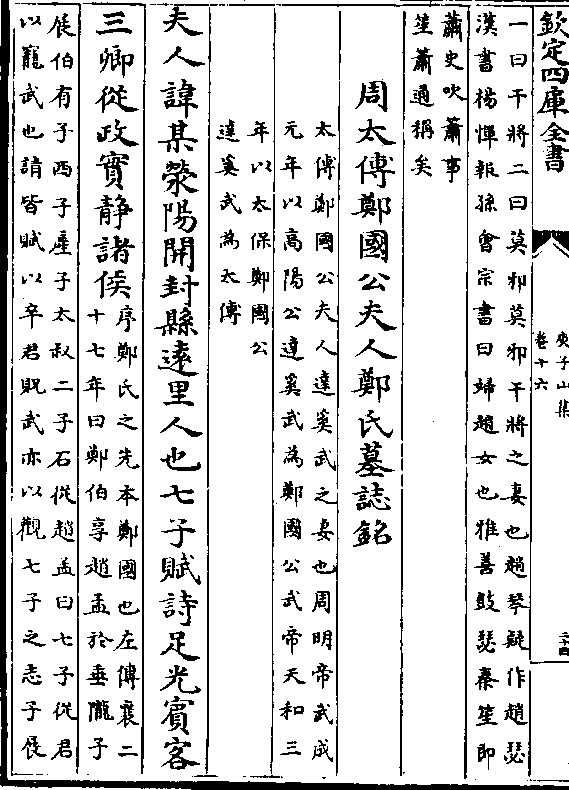 欽定四庫全書
庾子山集
卷十六
二十四
一曰干將二曰莫邪莫邪干將之妻也趙琴疑作趙瑟
漢書楊惲報孫會宗書曰婦趙女也雅善鼓瑟秦笙即
蕭史吹蕭事
笙蕭通稱矣
周太傅鄭國公夫人鄭氏墓誌銘
太傅鄭國公夫人達奚武之妻也周明帝武成
元年以高陽公達奚武為鄭國公武帝天和三
年以太保鄭國公
達奚武為太傅
夫人諱某滎陽開封縣逺里人也七子賦詩足光賓客
三卿從政實静諸侯
序鄭氏之先本鄭國也左傳襄二
十七年曰鄭伯享趙孟於垂隴子
展伯有子西子産子太叔二子石從趙孟曰七子從君
以寵武也請皆賦以卒君貺武亦以觀七子之志子展